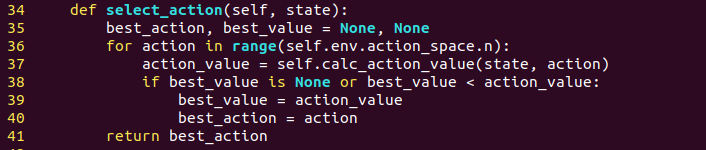 34     def select_action(self, state):
35         best_action, best_value = None, None
36         for action in range(self.env.action_space.n):
37             action_value = self.calc_action_value(state, action)
38             if best_value is None or best_value < action_value:
39                 best_value = action_value
40                 best_action = action
41         return best_action